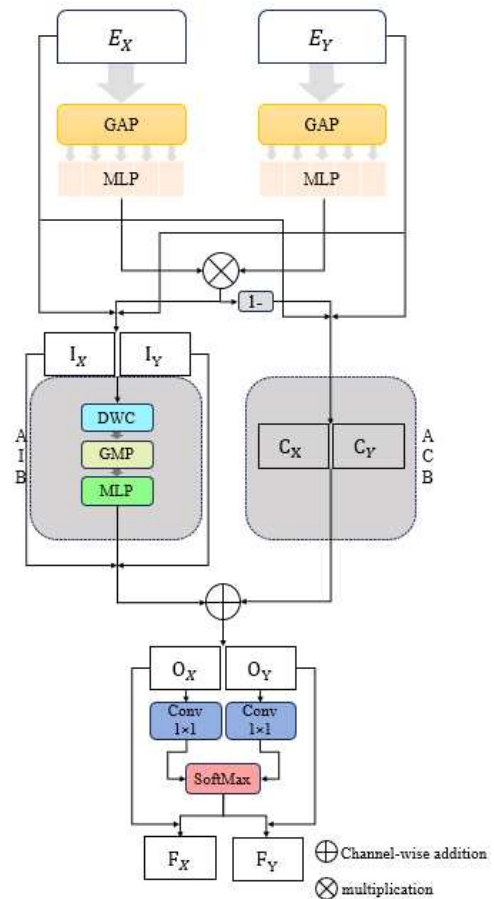 E_X E_Y
GAP GAP
MLP MLP
1-
I_X I_Y
A
I
B
DWC
GMP
MLP
C_X C_Y
A
C
B
O_X O_Y
Conv
1×1
Conv
1×1
SoftMax
F_X F_Y
Channel-wise addition
multiplication